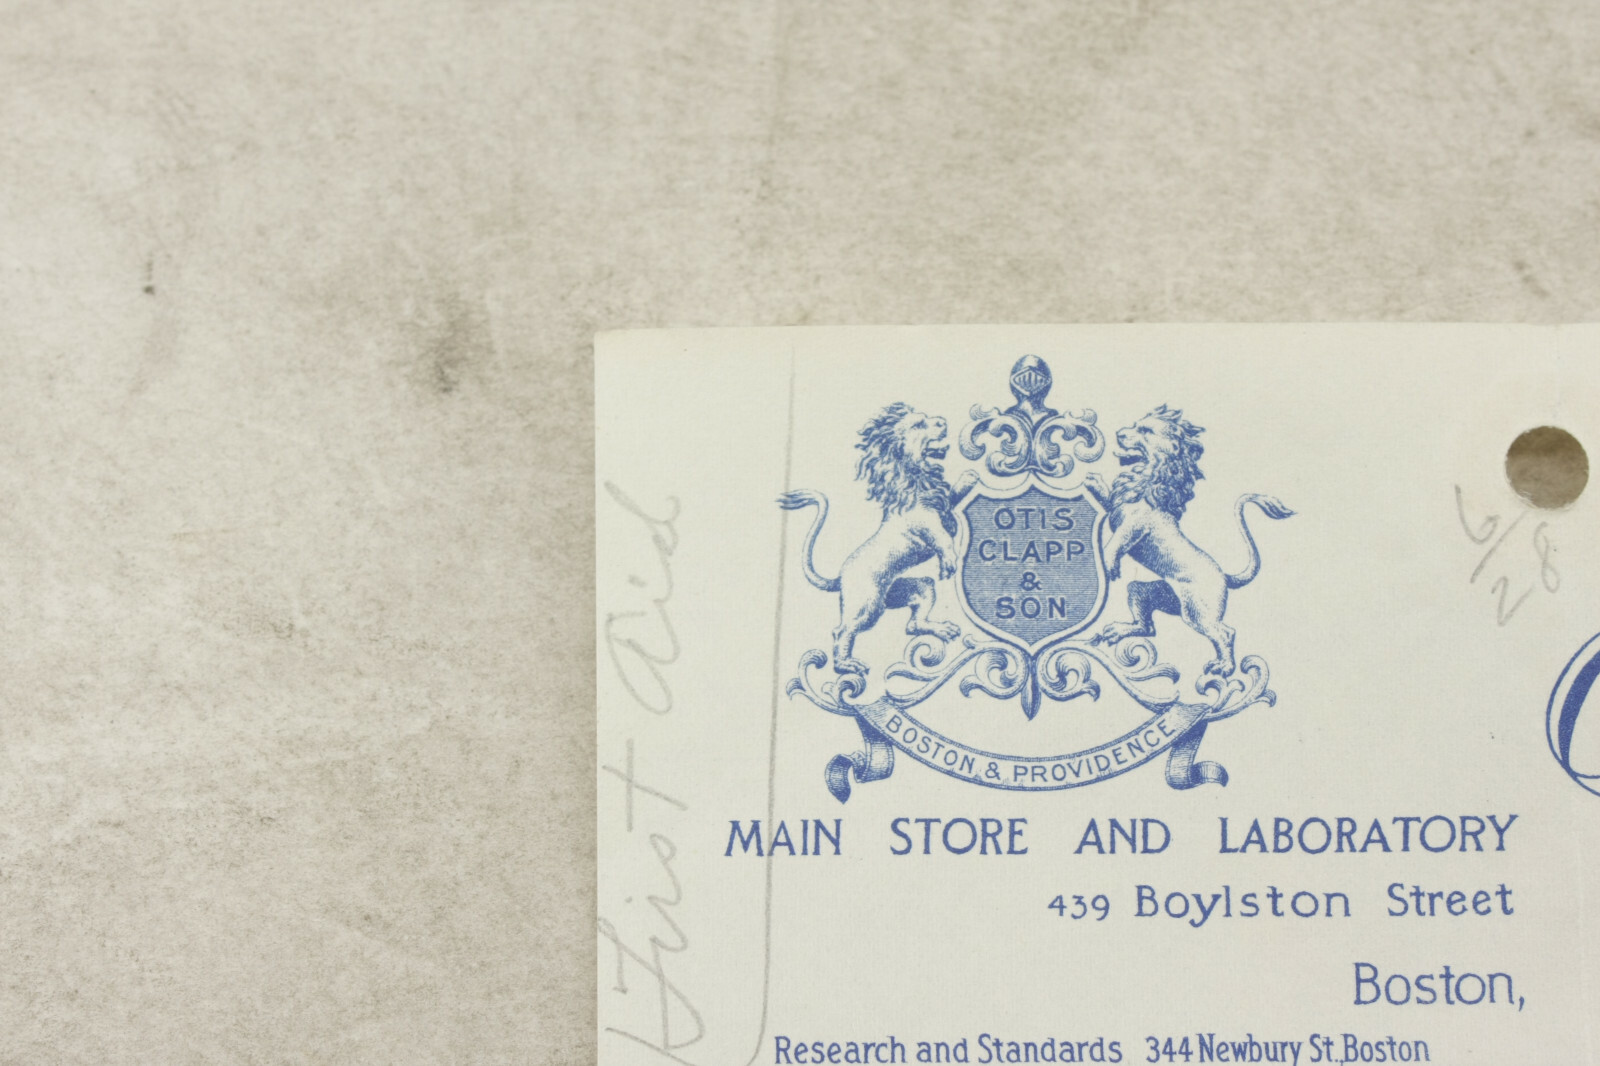 OTIS
CLAPP
&
SON
BOSTON & PROVIDENCE
MAIN STORE AND LABORATORY
439 Boylston Street
Boston,
Research and Standards 344 Newbury St., Boston
First Aid
6/28